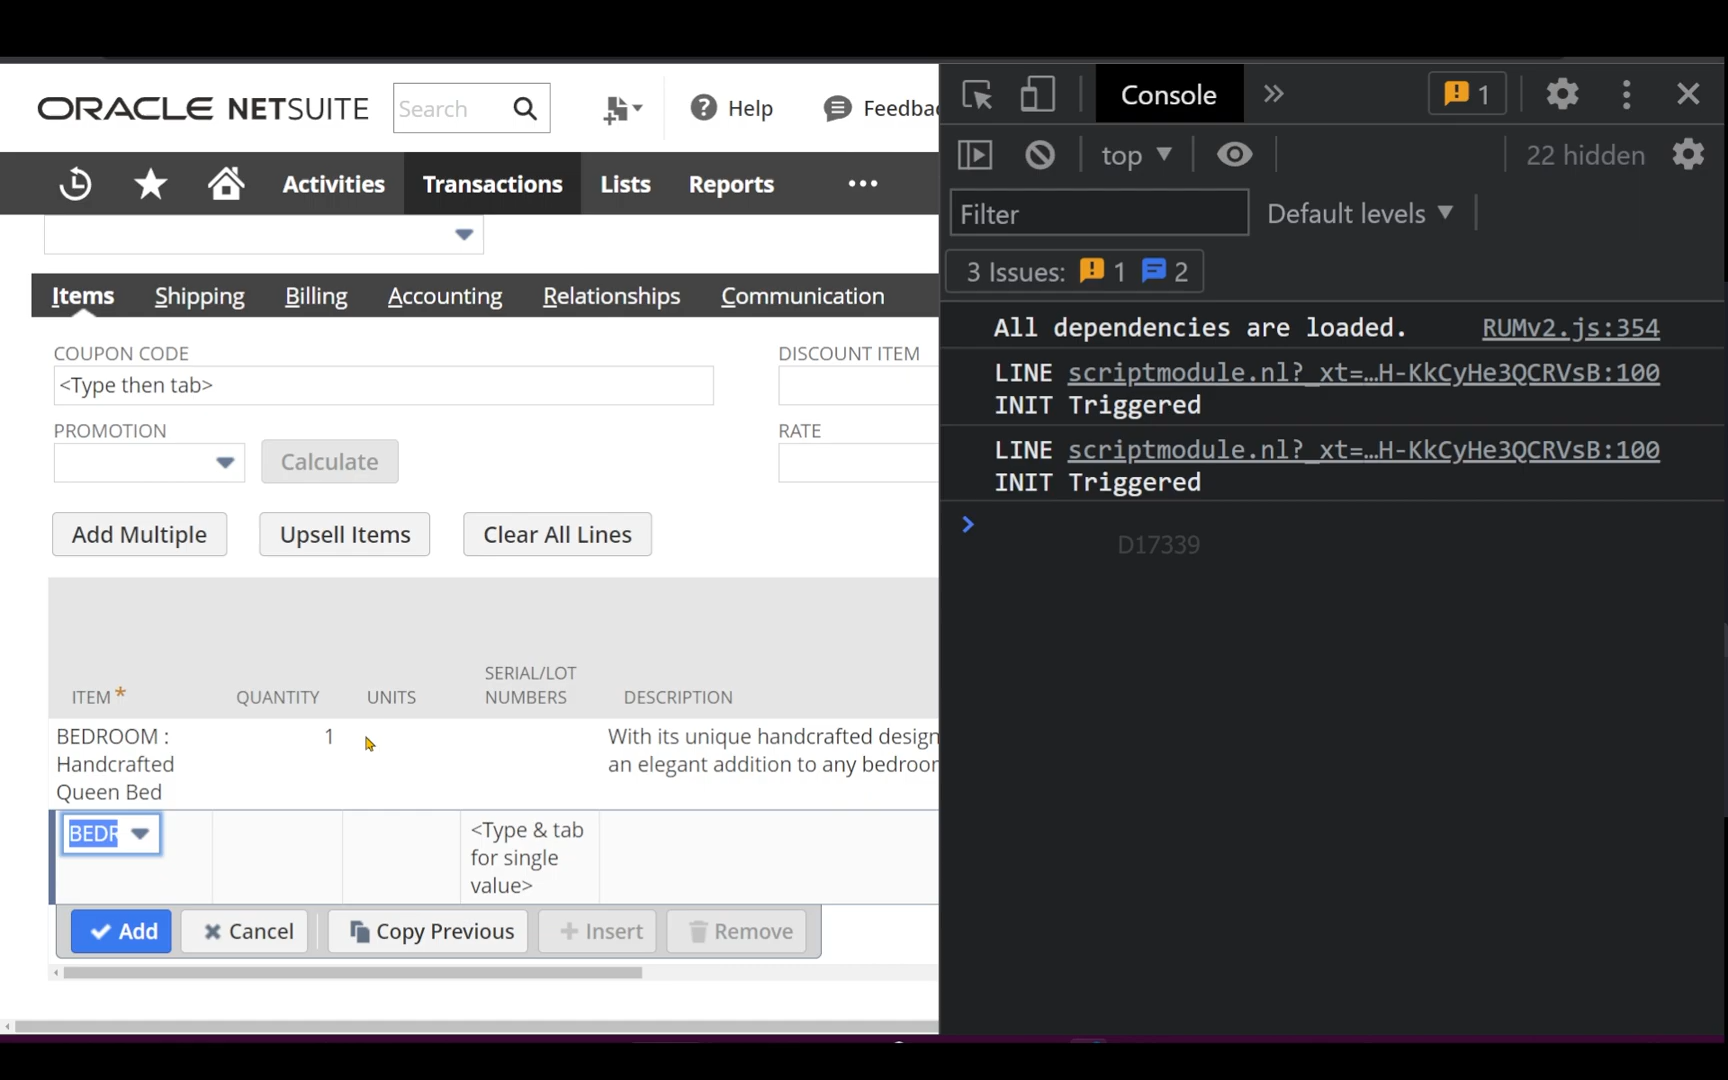 ORACLE NETSUITE
Search
Help
Feedbac
Activities
Transactions
Lists
Reports
Items
Shipping
Billing
Accounting
Relationships
Communication
COUPON CODE
<Type then tab>
DISCOUNT ITEM
PROMOTION
Calculate
RATE
Add Multiple
Upsell Items
Clear All Lines
ITEM *
QUANTITY
UNITS
SERIAL/LOT
NUMBERS
DESCRIPTION
BEDROOM :
Handcrafted
Queen Bed
1
With its unique handcrafted design
an elegant addition to any bedroor
BEDR
<Type & tab
for single
value>
Add
Cancel
Copy Previous
Insert
Remove
Console
1
top
22 hidden
Filter
Default levels
3 Issues: 1 2
All dependencies are loaded. RUMv2.js:354
LINE scriptmodule.nl?_xt=…H-KkCyHe3QCRVsB:100
INIT Triggered
LINE scriptmodule.nl?_xt=…H-KkCyHe3QCRVsB:100
INIT Triggered
D17339